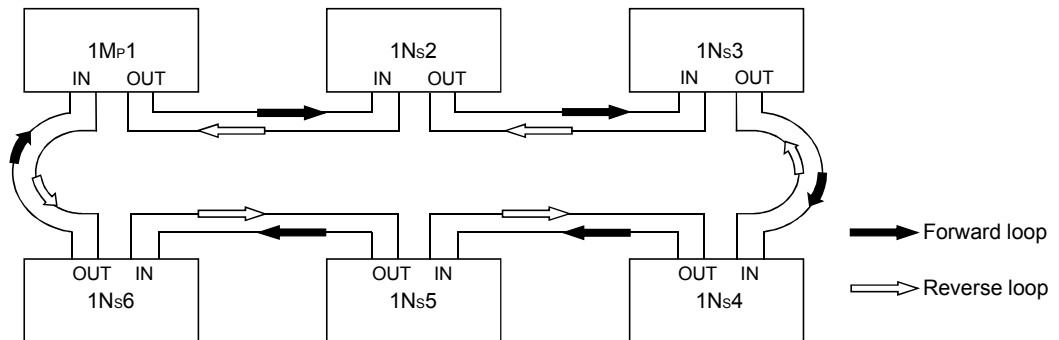 1MP1
1NS2
1NS3
IN OUT
IN OUT
IN OUT
OUT IN
OUT IN
OUT IN
1NS6
1NS5
1NS4
Forward loop
Reverse loop